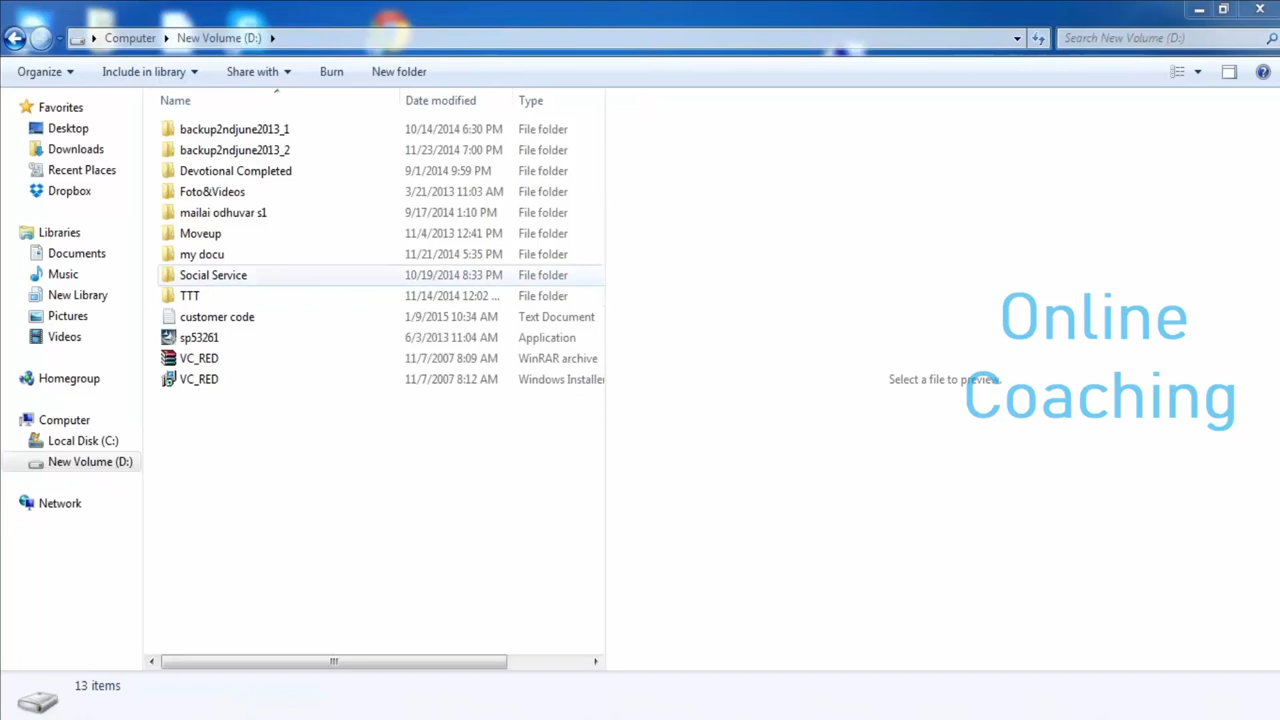 Computer New Volume (D:) Search New Volume (D:)
Organize Include in library Share with Burn New folder
Name Date modified Type
Favorites
Desktop
Downloads
Recent Places
Dropbox
Libraries
Documents
Music
New Library
Pictures
Videos
Homegroup
Computer
Local Disk (C:)
New Volume (D:)
Network
backup2ndjune2013_1 10/14/2014 6:30 PM File folder
backup2ndjune2013_2 11/23/2014 7:00 PM File folder
Devotional Completed 9/1/2014 9:59 PM File folder
Foto&Videos 3/21/2013 11:03 AM File folder
mailai odhuvar s1 9/17/2014 1:10 PM File folder
Moveup 11/4/2013 12:41 PM File folder
my docu 11/21/2014 5:35 PM File folder
Social Service 10/19/2014 8:33 PM File folder
TTT 11/14/2014 12:02 ... File folder
customer code 1/9/2015 10:34 AM Text Document
sp53261 6/3/2013 11:04 AM Application
VC_RED 11/7/2007 8:09 AM WinRAR archive
VC_RED 11/7/2007 8:12 AM Windows Installer
Select a file to preview.
Online
Coaching
13 items